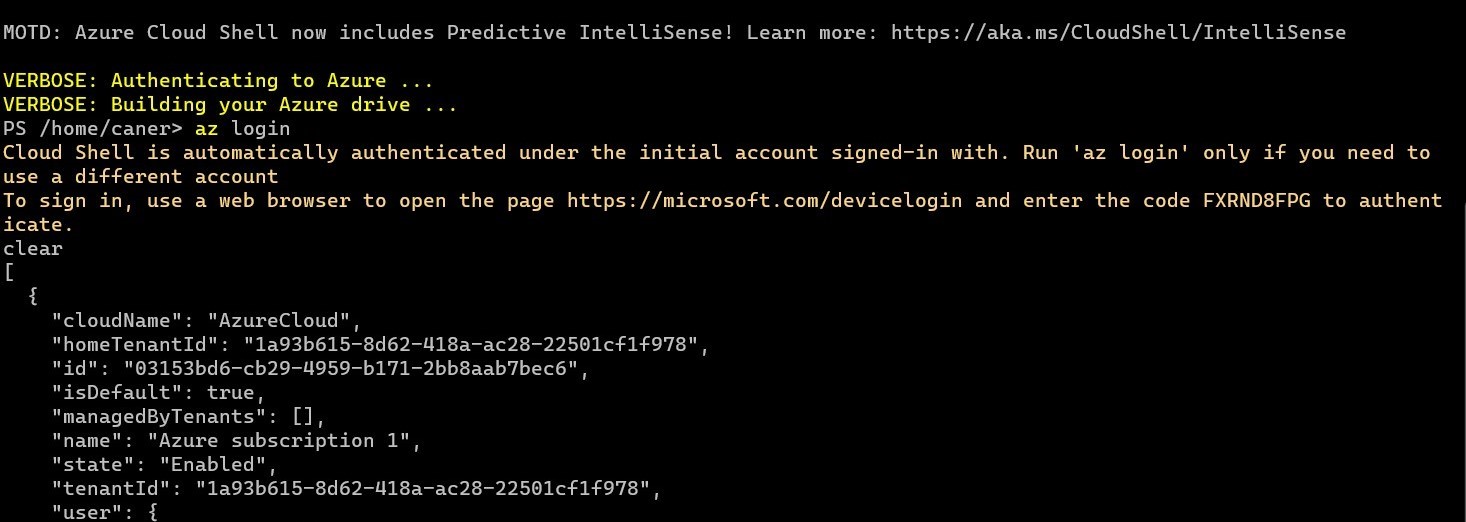 MOTD: Azure Cloud Shell now includes Predictive IntelliSense! Learn more: https://aka.ms/CloudShell/IntelliSense
VERBOSE: Authenticating to Azure ...
VERBOSE: Building your Azure drive ...
PS /home/caner> az login
Cloud Shell is automatically authenticated under the initial account signed-in with. Run 'az login' only if you need to
use a different account
To sign in, use a web browser to open the page https://microsoft.com/devicelogin and enter the code FXRND8FPG to authent
icate.
clear
[
  {
    "cloudName": "AzureCloud",
    "homeTenantId": "1a93b615-8d62-418a-ac28-22501cf1f978",
    "id": "03153bd6-cb29-4959-b171-2bb8aab7bec6",
    "isDefault": true,
    "managedByTenants": [],
    "name": "Azure subscription 1",
    "state": "Enabled",
    "tenantId": "1a93b615-8d62-418a-ac28-22501cf1f978",
    "user": {